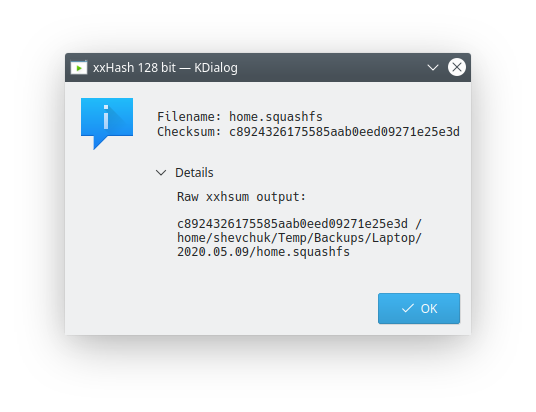 xxHash 128 bit — KDialog
Filename: home.squashfs
Checksum: c8924326175585aab0eed09271e25e3d
Details
Raw xxhsum output:
c8924326175585aab0eed09271e25e3d /
home/shevchuk/Temp/Backups/Laptop/
2020.05.09/home.squashfs
OK